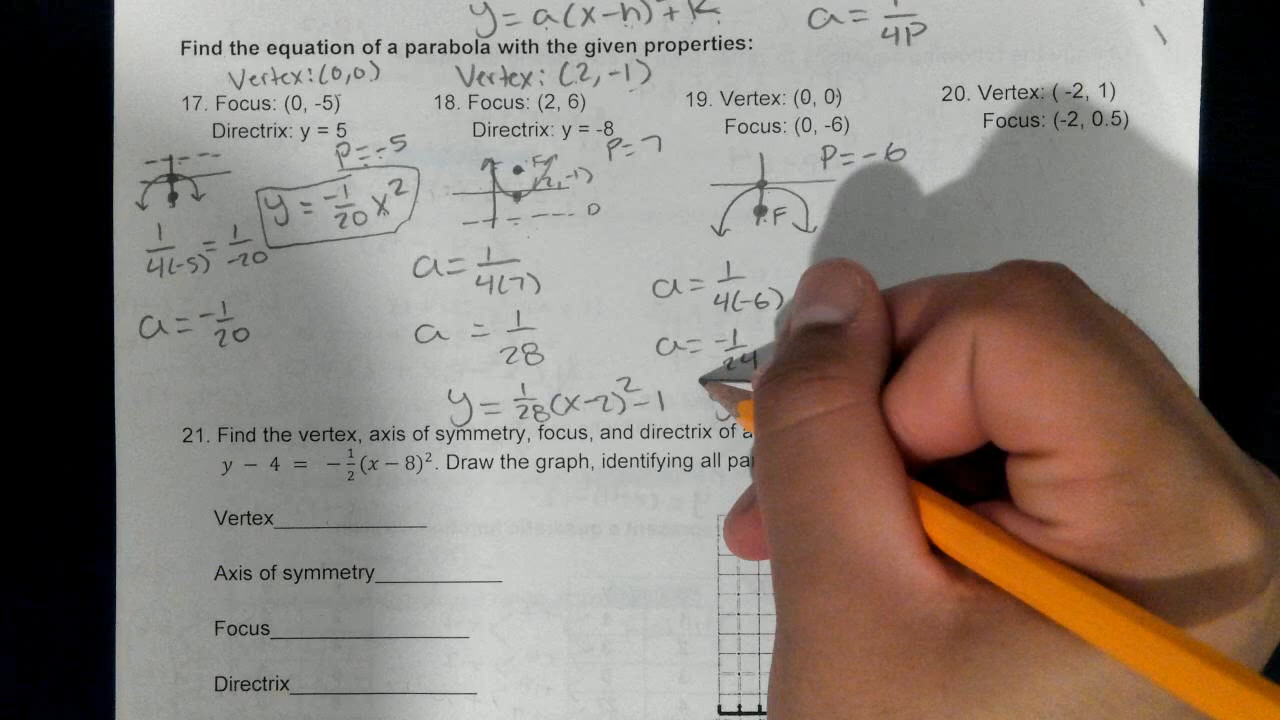 y = a(x-h) + k
a = 1/4P
Find the equation of a parabola with the given properties:
Vertex: (0,0)
Vertex: (2, -1)
17. Focus: (0, -5)
Directrix: y = 5
P = -5
y = -1/20 x²
1/4(-5) = 1/-20
a = -1/20
18. Focus: (2, 6)
Directrix: y = -8
P = 7
F
(2, -1)
D
a = 1/4(7)
a = 1/28
y = 1/28 (x-2)² - 1
19. Vertex: (0, 0)
Focus: (0, -6)
P = -6
F
a = 1/4(-6)
a = -1/24
20. Vertex: ( -2, 1)
Focus: (-2, 0.5)
21. Find the vertex, axis of symmetry, focus, and directrix of
y − 4 = −1/2(x − 8)². Draw the graph, identifying all
Vertex
Axis of symmetry
Focus
Directrix